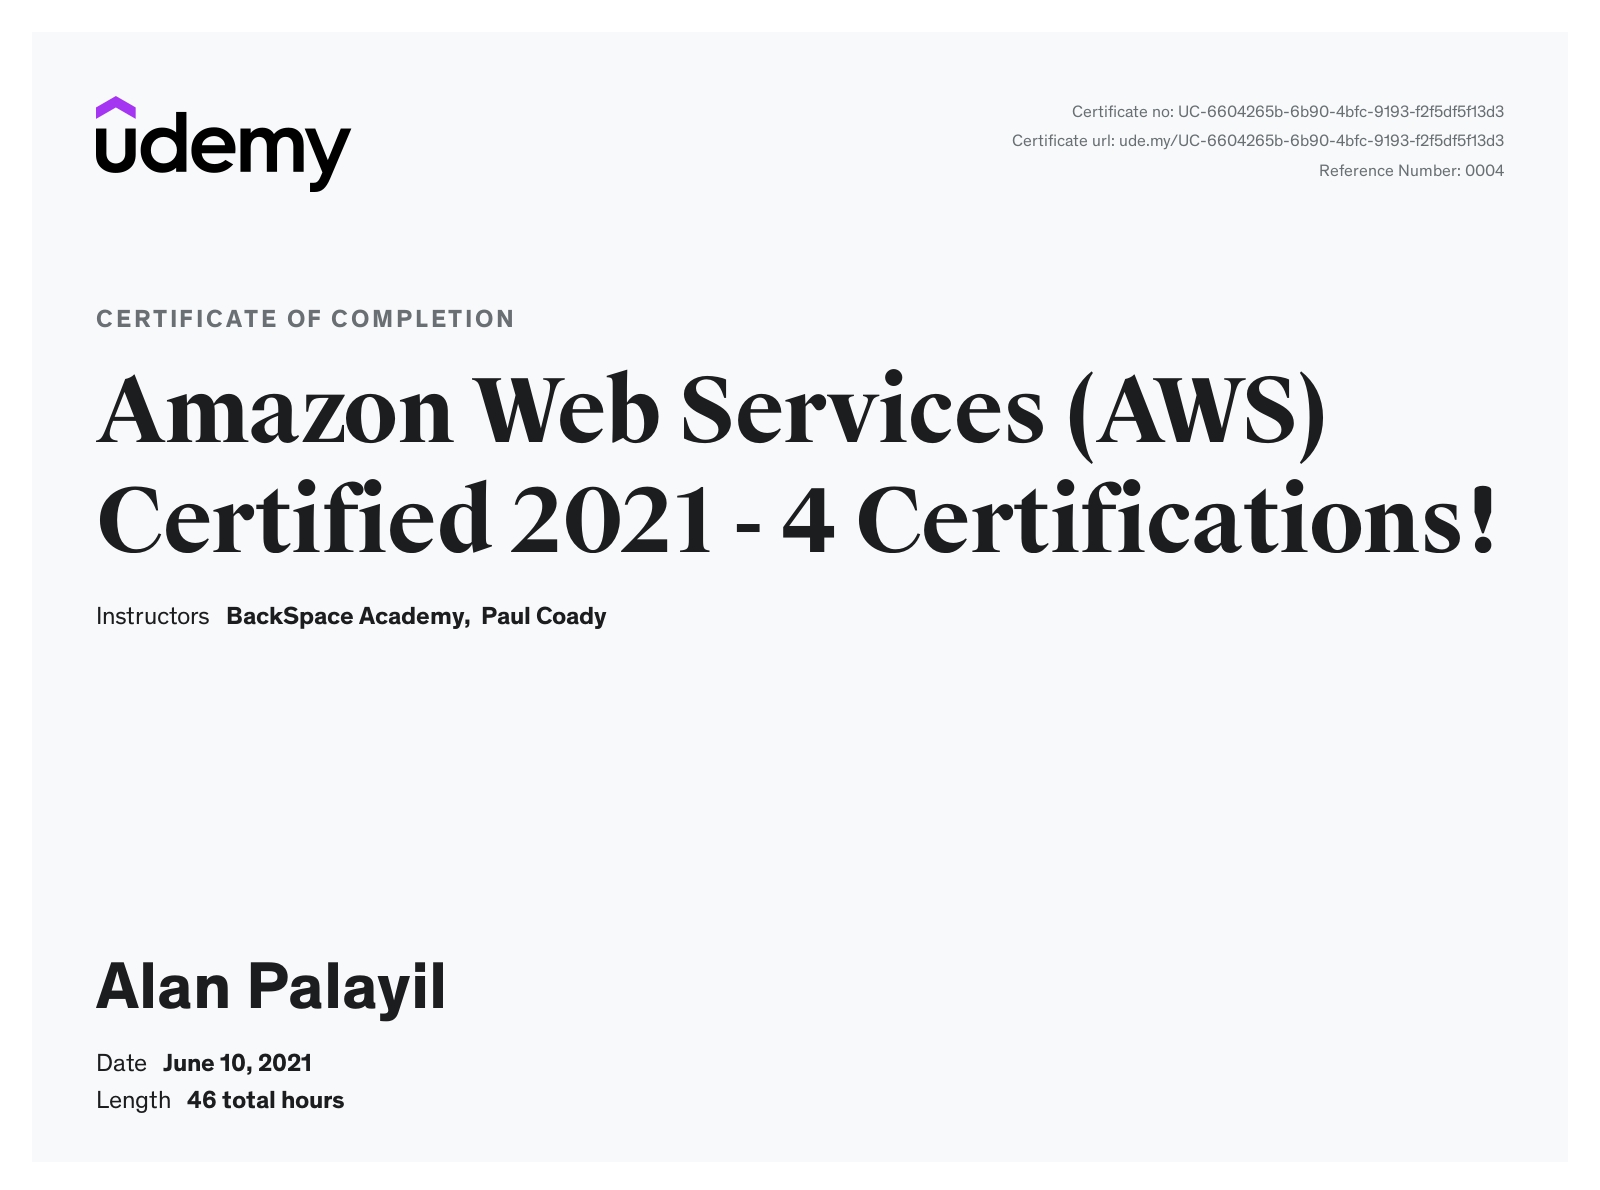 udemy
Certificate no: UC-6604265b-6b90-4bfc-9193-f2f5df5f13d3
Certificate url: ude.my/UC-6604265b-6b90-4bfc-9193-f2f5df5f13d3
Reference Number: 0004
CERTIFICATE OF COMPLETION
Amazon Web Services (AWS)
Certified 2021 - 4 Certifications!
Instructors BackSpace Academy, Paul Coady
Alan Palayil
Date June 10, 2021
Length 46 total hours